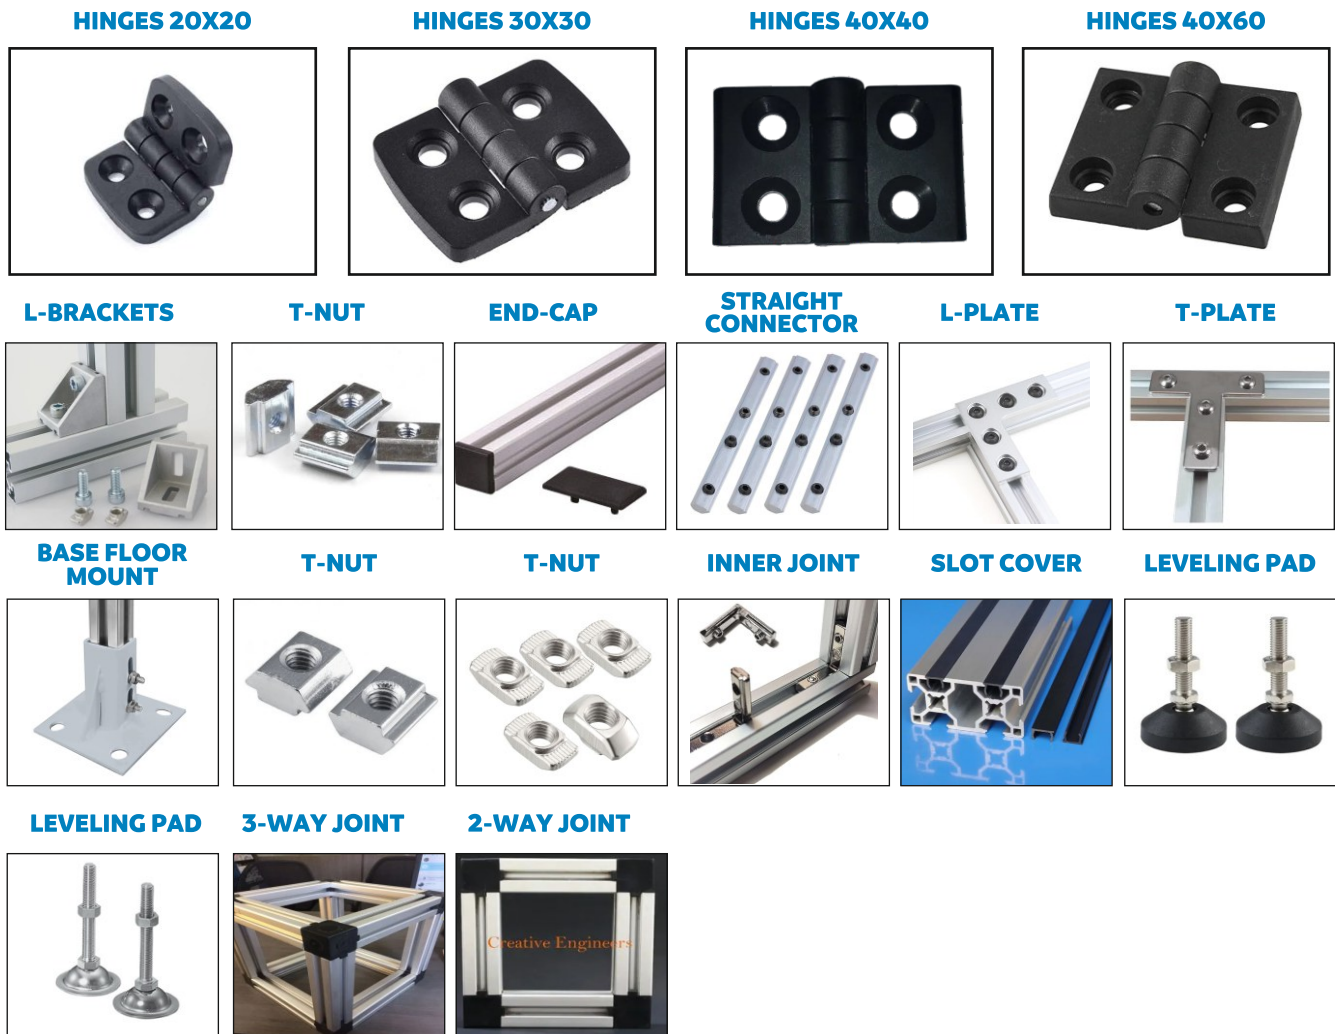 HINGES 20X20
HINGES 30X30
HINGES 40X40
HINGES 40X60
L-BRACKETS
T-NUT
END-CAP
STRAIGHT
CONNECTOR
L-PLATE
T-PLATE
BASE FLOOR
MOUNT
T-NUT
T-NUT
INNER JOINT
SLOT COVER
LEVELING PAD
LEVELING PAD
3-WAY JOINT
2-WAY JOINT
Creative Engineers